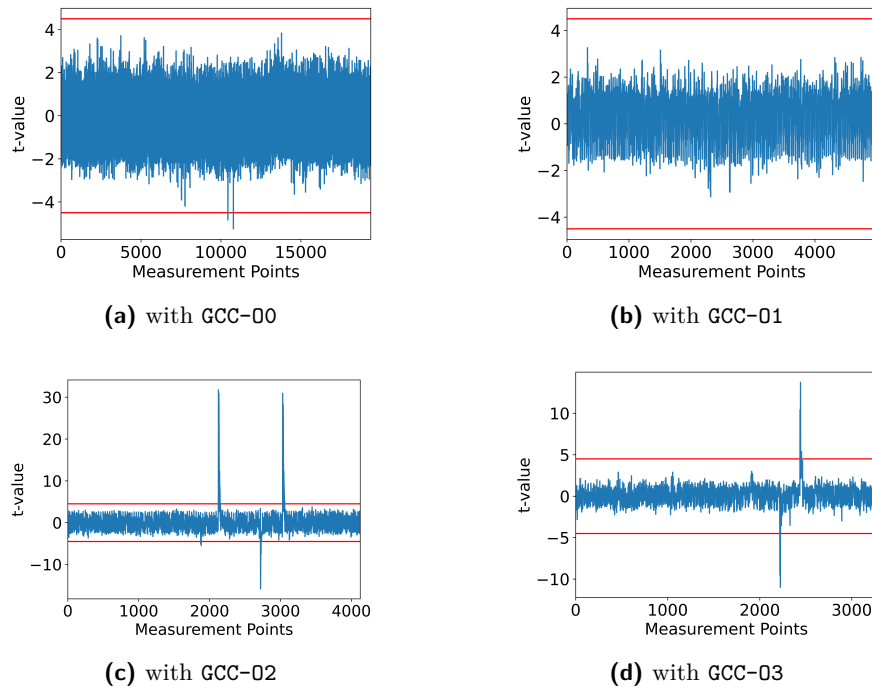 4
2
0
−2
−4
t-value
0 5000 10000 15000
Measurement Points
(a) with GCC-O0
4
2
0
−2
−4
t-value
0 1000 2000 3000 4000
Measurement Points
(b) with GCC-O1
30
20
10
0
−10
t-value
0 1000 2000 3000 4000
Measurement Points
(c) with GCC-O2
10
5
0
−5
−10
t-value
0 1000 2000 3000
Measurement Points
(d) with GCC-O3